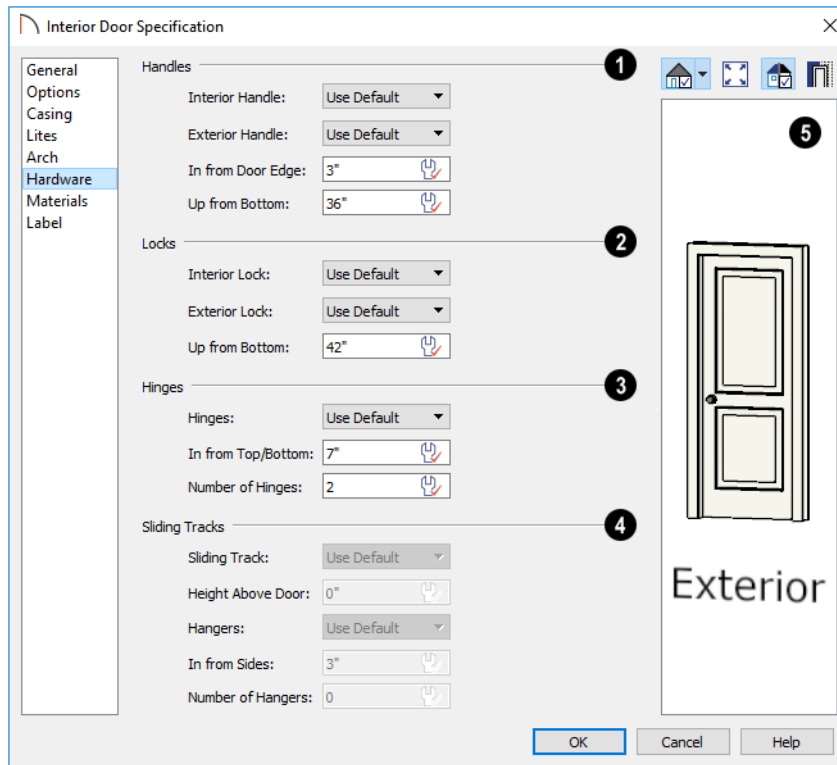 Interior Door Specification
General
Options
Casing
Lites
Arch
Hardware
Materials
Label
Handles 1
Interior Handle: Use Default
Exterior Handle: Use Default
In from Door Edge: 3"
Up from Bottom: 36"
Locks 2
Interior Lock: Use Default
Exterior Lock: Use Default
Up from Bottom: 42"
Hinges 3
Hinges: Use Default
In from Top/Bottom: 7"
Number of Hinges: 2
Sliding Tracks 4
Sliding Track: Use Default
Height Above Door: 0"
Hangers: Use Default
In from Sides: 3"
Number of Hangers: 0
5
Exterior
OK Cancel Help